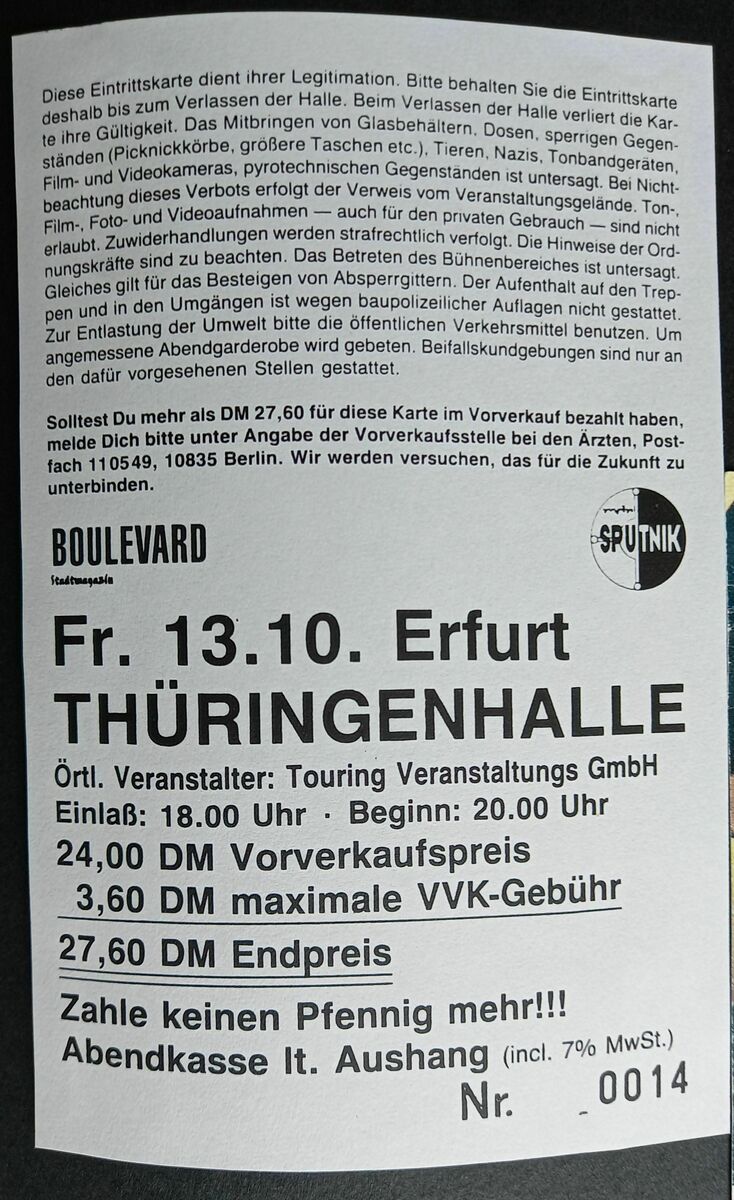 Diese Eintrittskarte dient ihrer Legitimation. Bitte behalten Sie die Eintrittskarte
deshalb bis zum Verlassen der Halle. Beim Verlassen der Halle verliert die Kar-
te ihre Gültigkeit. Das Mitbringen von Glasbehältern, Dosen, sperrigen Gegen-
ständen (Picknickkörbe, größere Taschen etc.), Tieren, Nazis, Tonbandgeräten,
Film- und Videokameras, pyrotechnischen Gegenständen ist untersagt. Bei Nicht-
beachtung dieses Verbots erfolgt der Verweis vom Veranstaltungsgelände. Ton-,
Film-, Foto- und Videoaufnahmen — auch für den privaten Gebrauch — sind nicht
erlaubt. Zuwiderhandlungen werden strafrechtlich verfolgt. Die Hinweise der Ord-
nungskräfte sind zu beachten. Das Betreten des Bühnenbereiches ist untersagt.
Gleiches gilt für das Besteigen von Absperrgittern. Der Aufenthalt auf den Trep-
pen und in den Umgängen ist wegen baupolizeilicher Auflagen nicht gestattet.
Zur Entlastung der Umwelt bitte die öffentlichen Verkehrsmittel benutzen. Um
angemessene Abendgarderobe wird gebeten. Beifallskundgebungen sind nur an
den dafür vorgesehenen Stellen gestattet.
Solltest Du mehr als DM 27,60 für diese Karte im Vorverkauf bezahlt haben,
melde Dich bitte unter Angabe der Vorverkaufsstelle bei den Ärzten, Post-
fach 110549, 10835 Berlin. Wir werden versuchen, das für die Zukunft zu
unterbinden.
BOULEVARD
Stadtmagazin
mdr
SPUTNIK
Fr. 13.10. Erfurt
THÜRINGENHALLE
Örtl. Veranstalter: Touring Veranstaltungs GmbH
Einlaß: 18.00 Uhr · Beginn: 20.00 Uhr
24,00 DM Vorverkaufspreis
3,60 DM maximale VVK-Gebühr
27,60 DM Endpreis
Zahle keinen Pfennig mehr!!!
Abendkasse lt. Aushang (incl. 7% MwSt.)
Nr. 0014